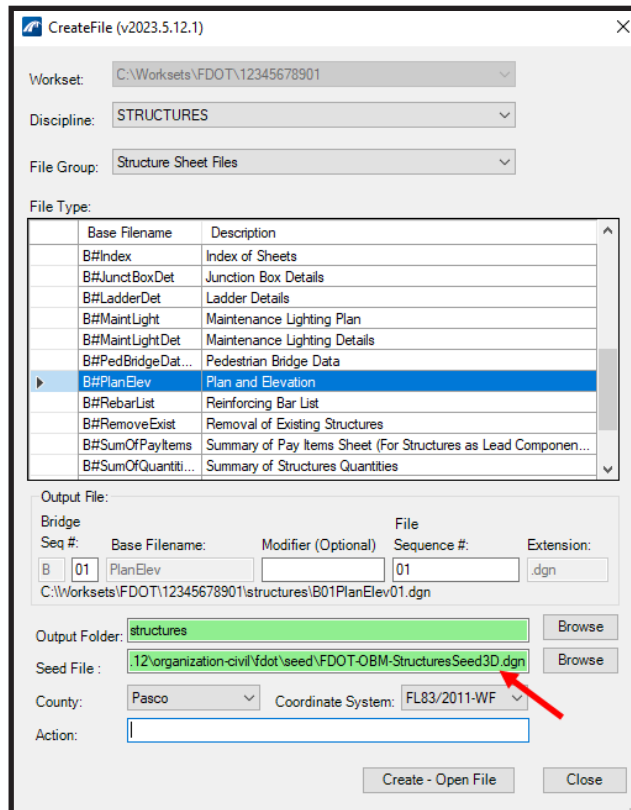 CreateFile (v2023.5.12.1)
Workset: C:\Worksets\FDOT\12345678901
Discipline: STRUCTURES
File Group: Structure Sheet Files
File Type:
Base Filename Description
B#Index Index of Sheets
B#JunctBoxDet Junction Box Details
B#LadderDet Ladder Details
B#MaintLight Maintenance Lighting Plan
B#MaintLightDet Maintenance Lighting Details
B#PedBridgeDat... Pedestrian Bridge Data
B#PlanElev Plan and Elevation
B#RebarList Reinforcing Bar List
B#RemoveExist Removal of Existing Structures
B#SumOfPayItems Summary of Pay Items Sheet (For Structures as Lead Componen...
B#SumOfQuantiti... Summary of Structures Quantities
Output File:
Bridge File
Seq #: Base Filename: Modifier (Optional) Sequence #: Extension:
B 01 PlanElev 01 .dgn
C:\Worksets\FDOT\12345678901\structures\B01PlanElev01.dgn
Output Folder: structures Browse
Seed File : .12\organization-civil\fdot\seed\FDOT-OBM-StructuresSeed3D.dgn Browse
County: Pasco Coordinate System: FL83/2011-WF
Action:
Create - Open File Close